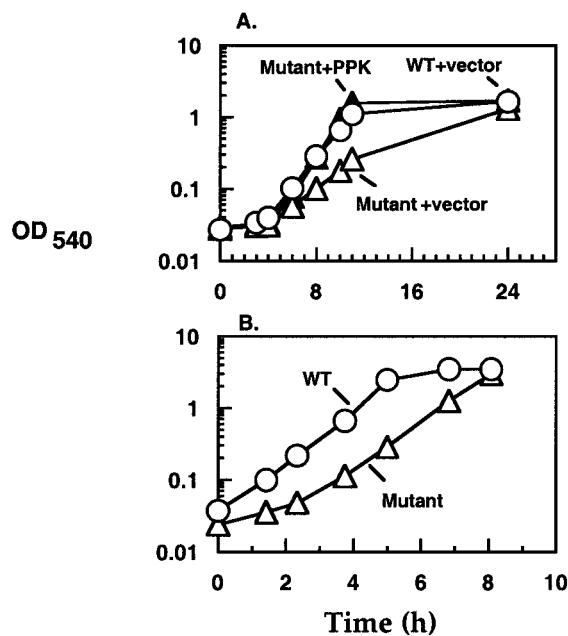 A.
10
1
0.1
0.01
Mutant+PPK
WT+vector
Mutant+vector
0 8 16 24
OD 540
B.
10
1
0.1
0.01
WT
Mutant
0 2 4 6 8 10
Time (h)